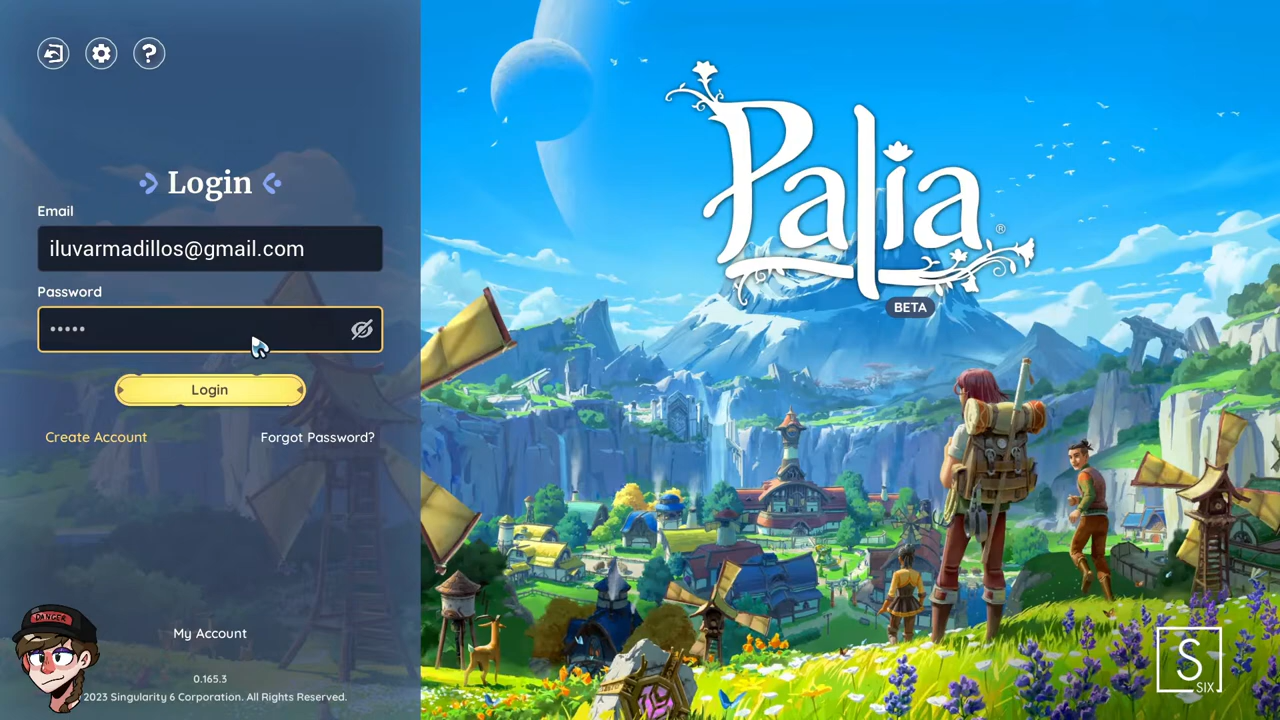 ?
Login
Email
iluvarmadillos@gmail.com
Password
•••••
Login
Create Account
Forgot Password?
My Account
0.165.3
2023 Singularity 6 Corporation. All Rights Reserved.
DANGER
Palia®
BETA
S
SIX